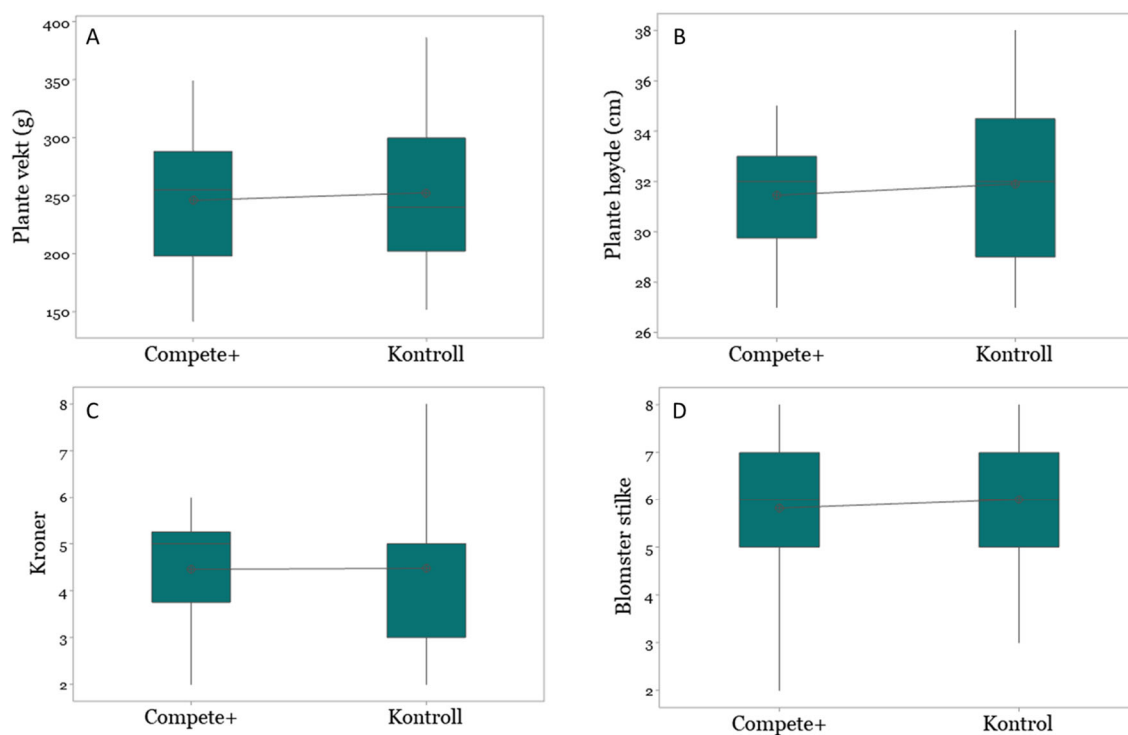 A
Plante vekt (g)
400
350
300
250
200
150
Compete+ Kontroll
B
Plante høyde (cm)
38
36
34
32
30
28
26
Compete+ Kontroll
C
Kroner
8
7
6
5
4
3
2
Compete+ Kontroll
D
Blomster stilke
8
7
6
5
4
3
2
Compete+ Kontrol